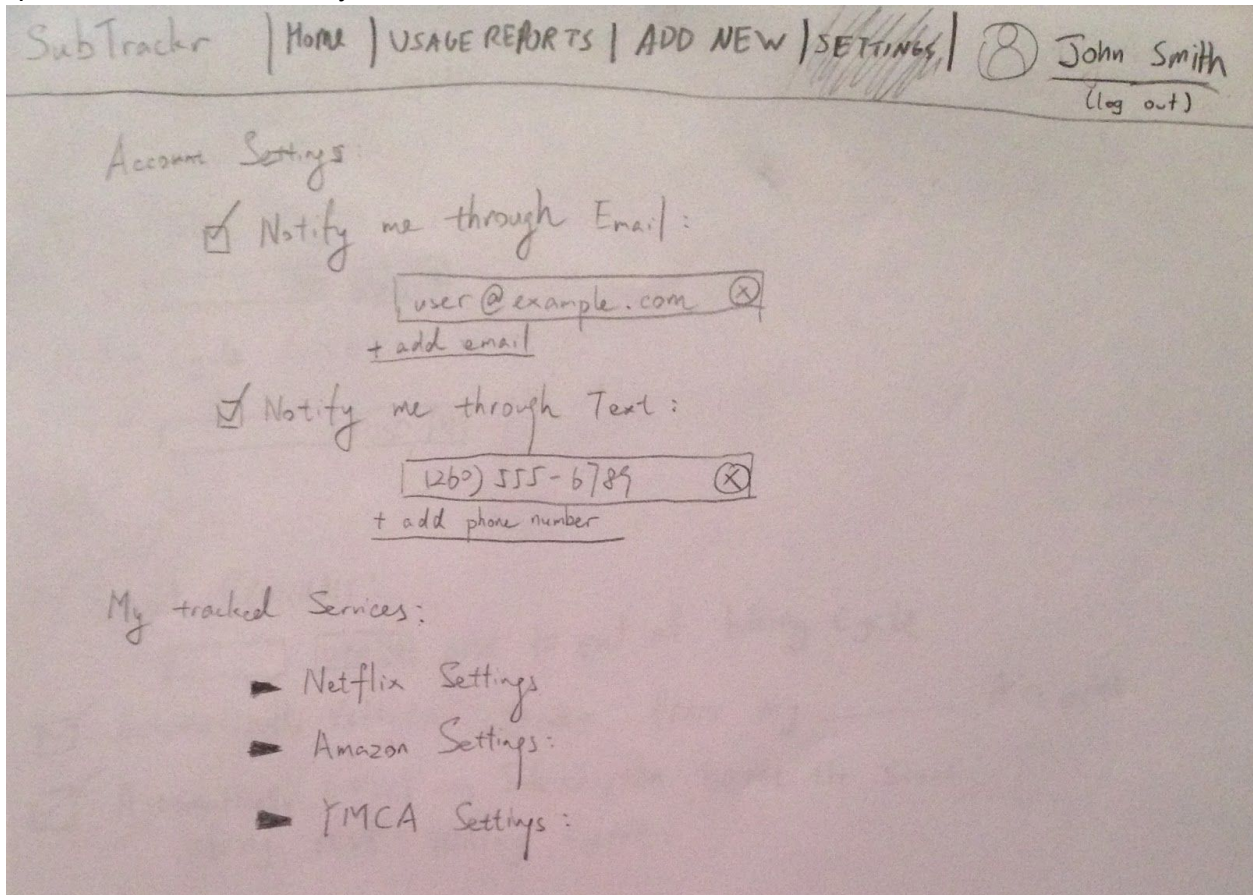 SubTrackr | Home | USAGE REPORTS | ADD NEW | SETTINGS | John Smith
(log out)
Account Settings:
Notify me through Email:
user@example.com
+ add email
Notify me through Text:
(260) 555-6789
+ add phone number
My tracked Services:
Netflix Settings
Amazon Settings:
YMCA Settings: